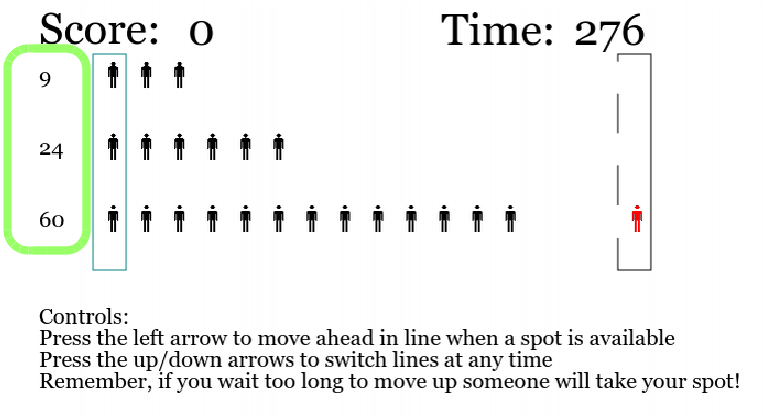 Score: 0 Time: 276
9
24
60
Controls:
Press the left arrow to move ahead in line when a spot is available
Press the up/down arrows to switch lines at any time
Remember, if you wait too long to move up someone will take your spot!